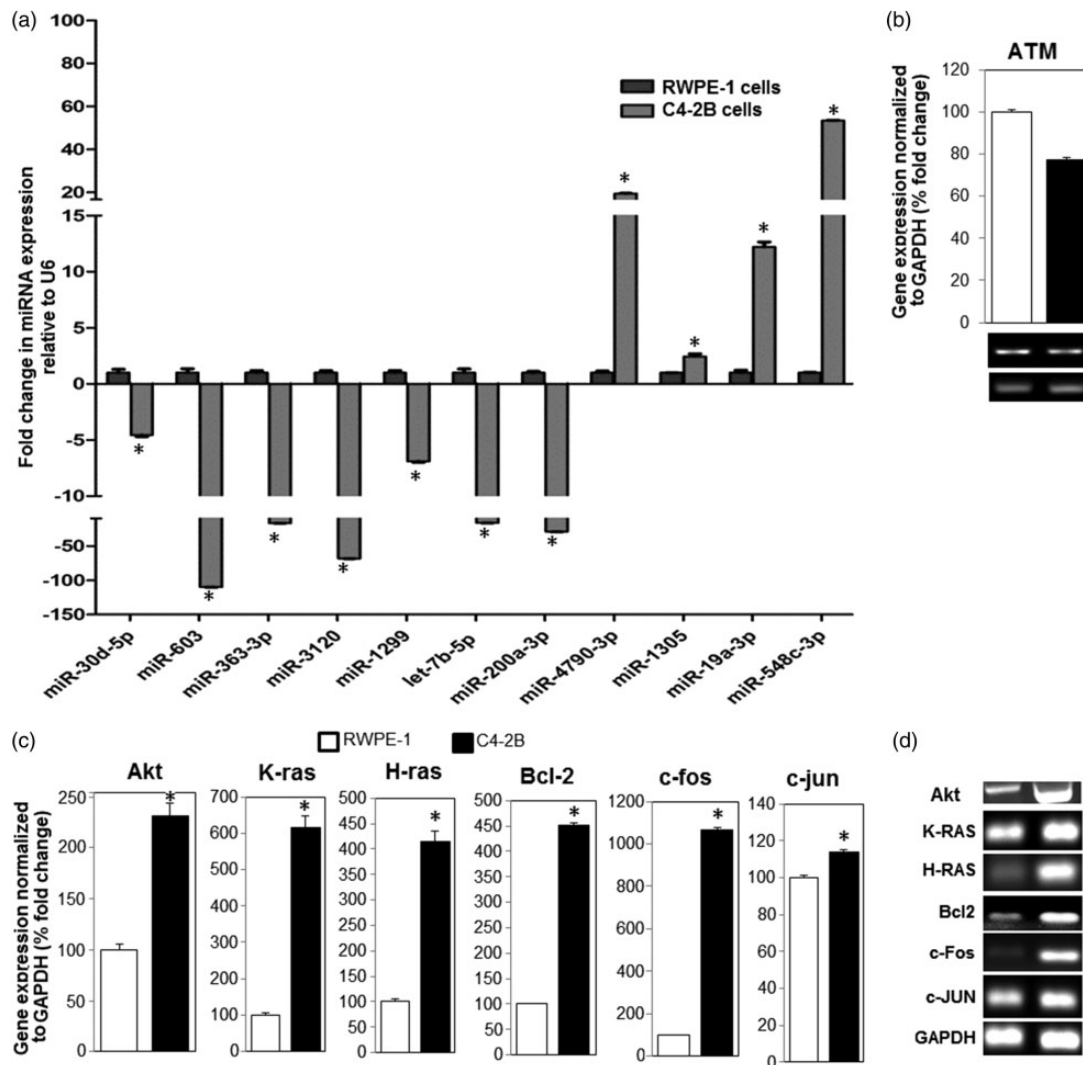 (a)
Fold change in miRNA expression
relative to U6
100
80
60
40
20
15
10
5
0
-5
-10
-50
-100
-150
RWPE-1 cells
C4-2B cells
*
*
*
*
*
*
*
*
*
*
*
miR-30d-5p
miR-603
miR-363-3p
miR-3120
miR-1299
let-7b-5p
miR-200a-3p
miR-4790-3p
miR-1305
miR-19a-3p
miR-548c-3p
(b)
ATM
Gene expression normalized
to GAPDH (% fold change)
120
100
80
60
40
20
0
(c)
RWPE-1
C4-2B
Gene expression normalized
to GAPDH (% fold change)
Akt
250
200
150
100
50
0
*
K-ras
700
600
500
400
300
200
100
0
*
H-ras
500
450
400
350
300
250
200
150
100
50
0
*
Bcl-2
500
450
400
350
300
250
200
150
100
50
0
*
c-fos
1200
1000
800
600
400
200
0
*
c-jun
140
120
100
80
60
40
20
0
*
(d)
Akt
K-RAS
H-RAS
Bcl2
c-Fos
c-JUN
GAPDH